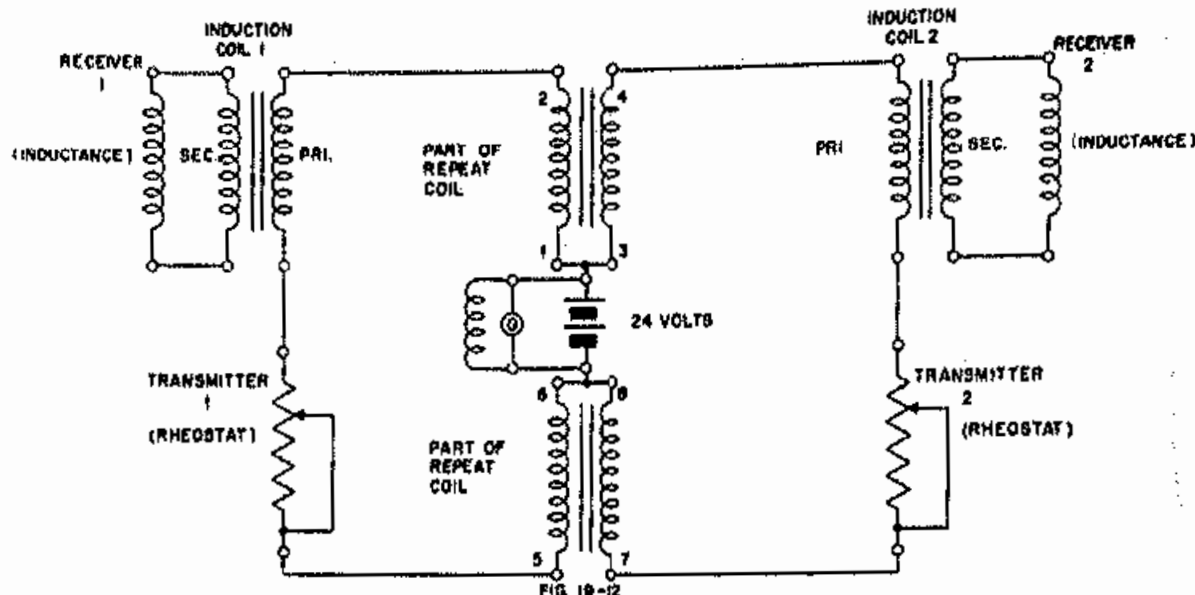 INDUCTION
COIL 1
RECEIVER
1
(INDUCTANCE)
SEC.
PRI.
2
4
PART OF
REPEAT
COIL
1
3
INDUCTION
COIL 2
RECEIVER
2
PRI
SEC.
(INDUCTANCE)
24 VOLTS
TRANSMITTER
1
(RHEOSTAT)
6
8
PART OF
REPEAT
COIL
5
7
TRANSMITTER
2
(RHEOSTAT)
FIG. 19-12